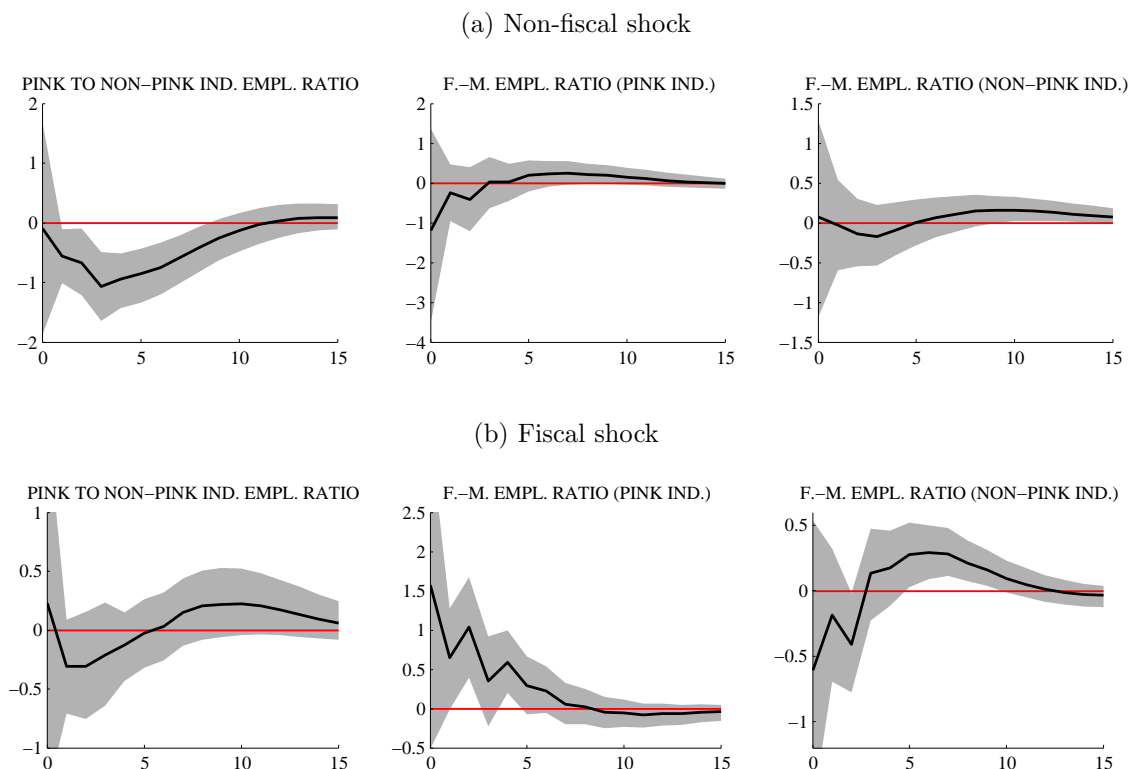 (a) Non-fiscal shock
PINK TO NON−PINK IND. EMPL. RATIO
2
1
0
−1
−2
0 5 10 15
F.−M. EMPL. RATIO (PINK IND.)
2
1
0
−1
−2
−3
−4
0 5 10 15
F.−M. EMPL. RATIO (NON−PINK IND.)
1.5
1
0.5
0
−0.5
−1
−1.5
0 5 10 15
(b) Fiscal shock
PINK TO NON−PINK IND. EMPL. RATIO
1
0.5
0
−0.5
−1
0 5 10 15
F.−M. EMPL. RATIO (PINK IND.)
2.5
2
1.5
1
0.5
0
−0.5
0 5 10 15
F.−M. EMPL. RATIO (NON−PINK IND.)
0.5
0
−0.5
−1
0 5 10 15